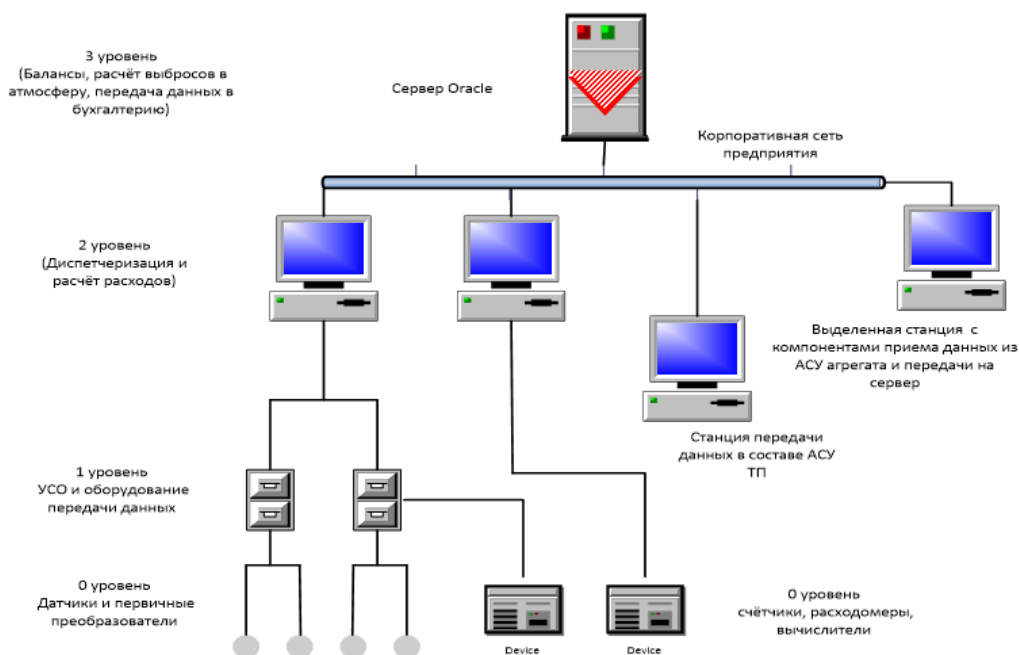 3 уровень
(Балансы, расчёт выбросов в
атмосферу, передача данных в
бухгалтерию)
Сервер Oracle
Корпоративная сеть
предприятия
2 уровень
(Диспетчеризация и
расчёт расходов)
Выделенная станция с
компонентами приема данных из
АСУ агрегата и передачи на
сервер
Станция передачи
данных в составе АСУ
ТП
1 уровень
УСО и оборудование
передачи данных
0 уровень
Датчики и первичные
преобразователи
0 уровень
счётчики, расходомеры,
вычислители
Device
Device